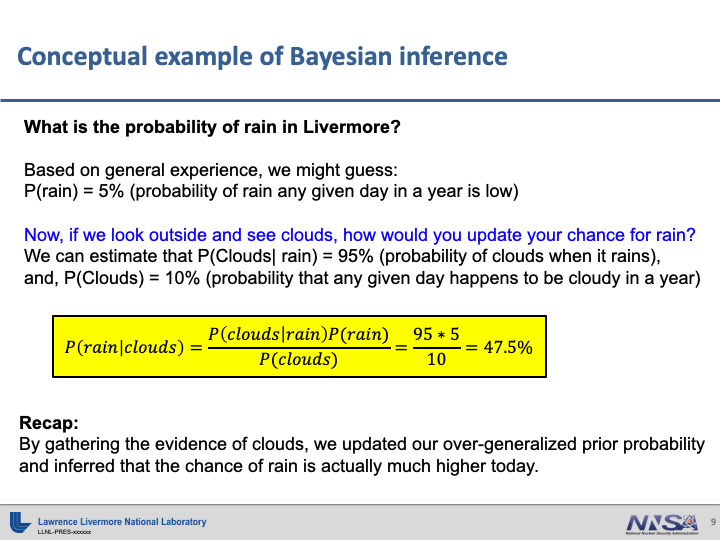 Conceptual example of Bayesian inference
What is the probability of rain in Livermore?
Based on general experience, we might guess:
P(rain) = 5% (probability of rain any given day in a year is low)
Now, if we look outside and see clouds, how would you update your chance for rain?
We can estimate that P(Clouds| rain) = 95% (probability of clouds when it rains),
and, P(Clouds) = 10% (probability that any given day happens to be cloudy in a year)
P(rain|clouds) = P(clouds|rain)P(rain) / P(clouds) = 95 * 5 / 10 = 47.5%
Recap:
By gathering the evidence of clouds, we updated our over-generalized prior probability
and inferred that the chance of rain is actually much higher today.
Lawrence Livermore National Laboratory
LLNL-PRES-xxxxxx
NNSA
National Nuclear Security Administration
9